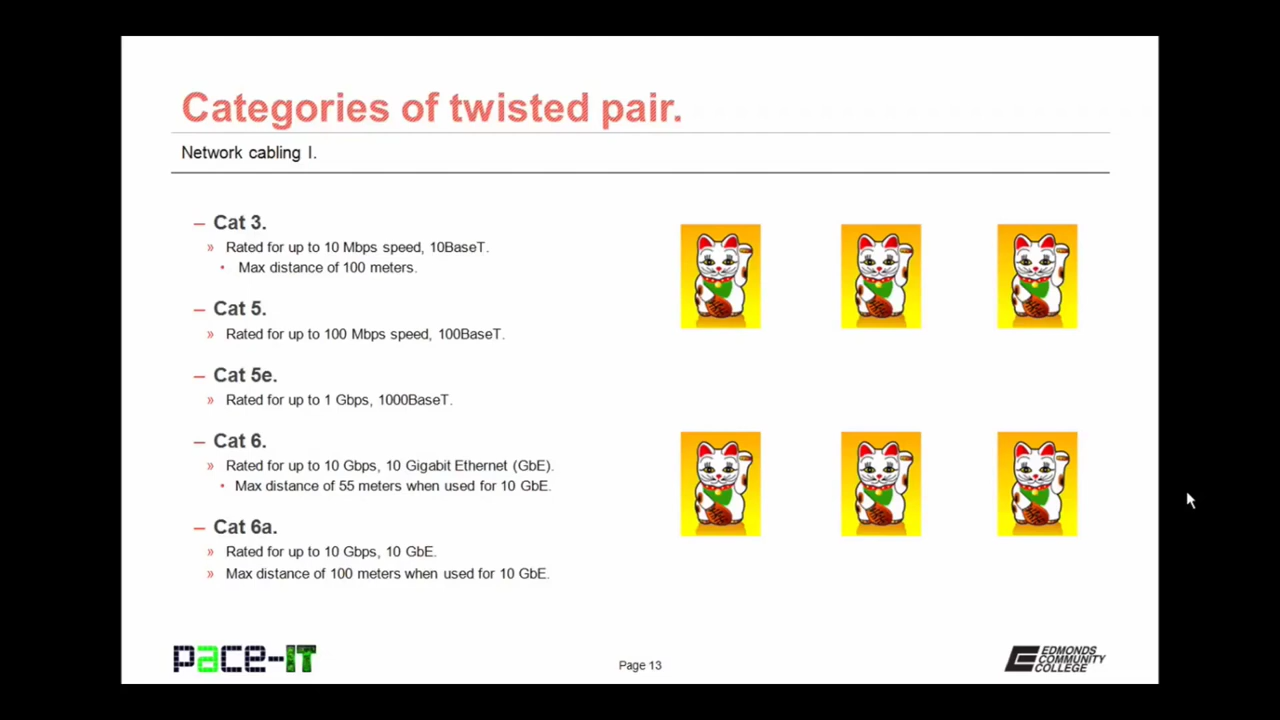 Categories of twisted pair.
Network cabling I.
– Cat 3.
» Rated for up to 10 Mbps speed, 10BaseT.
• Max distance of 100 meters.
– Cat 5.
» Rated for up to 100 Mbps speed, 100BaseT.
– Cat 5e.
» Rated for up to 1 Gbps, 1000BaseT.
– Cat 6.
» Rated for up to 10 Gbps, 10 Gigabit Ethernet (GbE).
• Max distance of 55 meters when used for 10 GbE.
– Cat 6a.
» Rated for up to 10 Gbps, 10 GbE.
» Max distance of 100 meters when used for 10 GbE.
pace-IT
Page 13
EDMONDS
COMMUNITY
COLLEGE